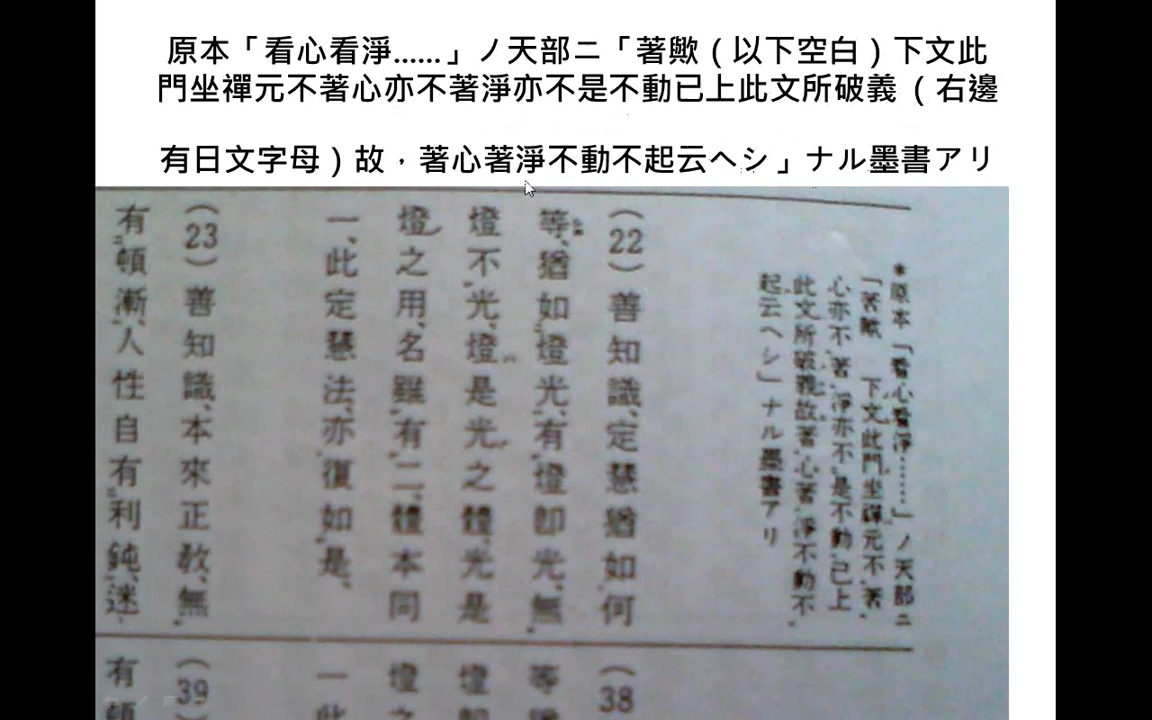 原本「看心看淨......」ノ天部ニ「著歟（以下空白）下文此
門坐禪元不著心亦不著淨亦不是不動已上此文所破義（右邊
有日文字母）故，著心著淨不動不起云ヘシ」ナル墨書アリ
＊原本「看心看淨......」ノ天部ニ
「著歟　下文此門坐禪元不著
心亦不著淨亦不是不動已上
此文所破義故著心著淨不動不
起云ヘシ」ナル墨書アリ
（22）善知識、定慧猶如何
等、猶如燈光、有燈卽光、無
燈不光、燈是光之體、光是
燈之用、名雖有二、體本同
一、此定慧法、亦復如是、
（23）善知識、本來正敎、無
有頓漸、人性自有利鈍、迷
（38
等
燈
燈之
一此
（39
有頓